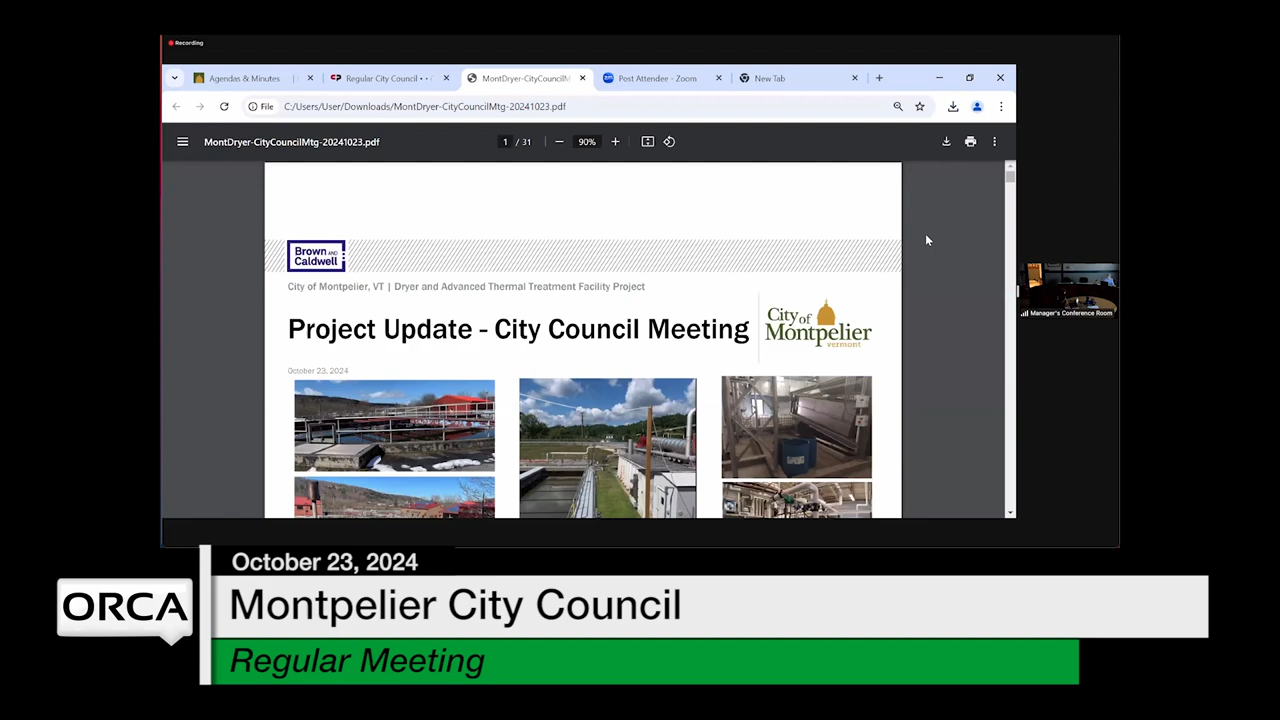 Recording
Agendas & Minutes
Regular City Council • •
MontDryer-CityCouncilM
Post Attendee - Zoom
New Tab
File
C:/Users/User/Downloads/MontDryer-CityCouncilMtg-20241023.pdf
MontDryer-CityCouncilMtg-20241023.pdf
1 / 31
90%
Brown AND
Caldwell
City of Montpelier, VT | Dryer and Advanced Thermal Treatment Facility Project
Project Update - City Council Meeting
City of
Montpelier
vermont
October 23, 2024
Manager's Conference Room
October 23, 2024
ORCA
Montpelier City Council
Regular Meeting